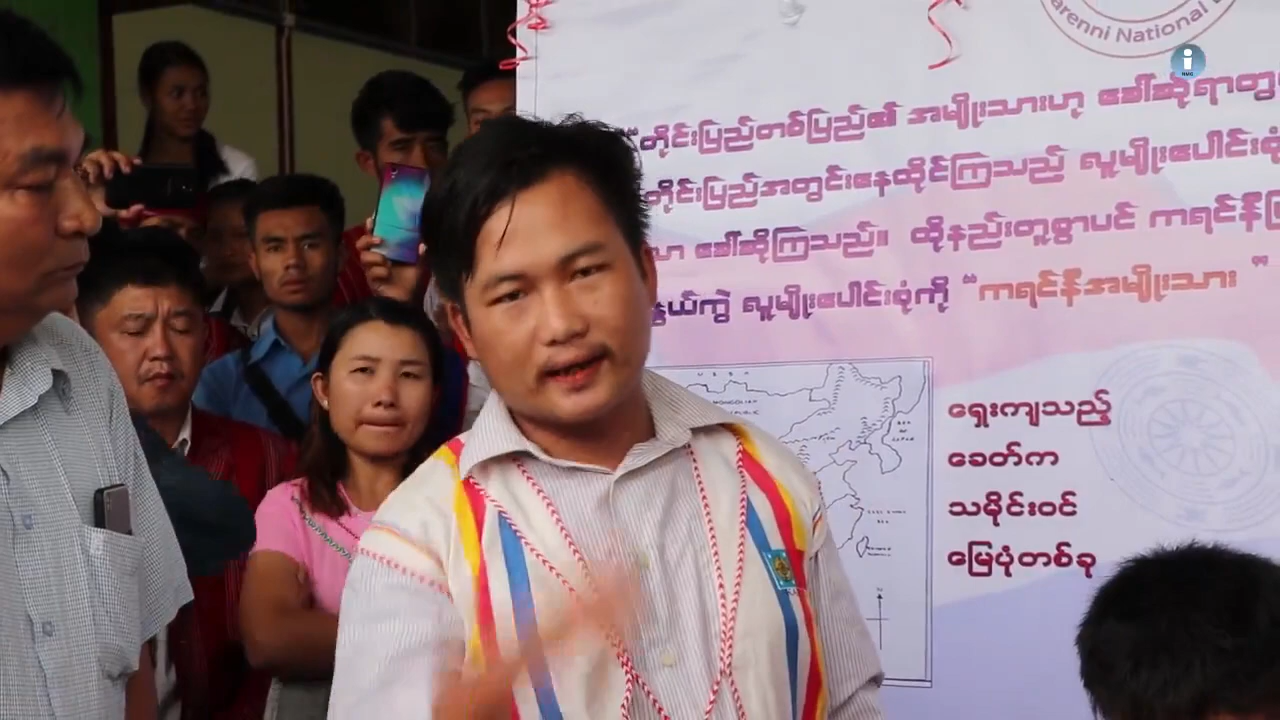 arenni National
i
NMG
“တိုင်းပြည်တစ်ပြည်၏ အမျိုးသားဟု ခေါ်ဆိုရာတွ
တိုင်းပြည်အတွင်းနေထိုင်ကြသည့် လူမျိုးပေါင်းစုံ
ခေါ်ဆိုကြသည်။ ထိုနည်းတူစွာပင် ကရင်နီပြ
နွယ်ကွဲ လူမျိုးပေါင်းစုံကို “ကရင်နီအမျိုးသား ”
ရှေးကျသည့်
ခေတ်က
သမိုင်းဝင်
မြေပုံတစ်ခု